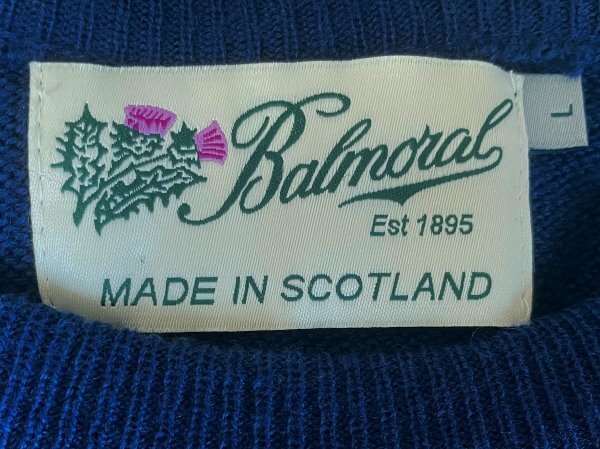 Balmoral
Est 1895
MADE IN SCOTLAND
L